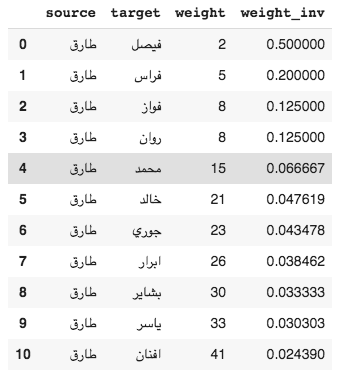 source target weight weight_inv
0 طارق فيصل 2 0.500000
1 طارق فراس 5 0.200000
2 طارق فواز 8 0.125000
3 طارق روان 8 0.125000
4 طارق محمد 15 0.066667
5 طارق خالد 21 0.047619
6 طارق جوري 23 0.043478
7 طارق ابرار 26 0.038462
8 طارق بشاير 30 0.033333
9 طارق ياسر 33 0.030303
10 طارق افنان 41 0.024390